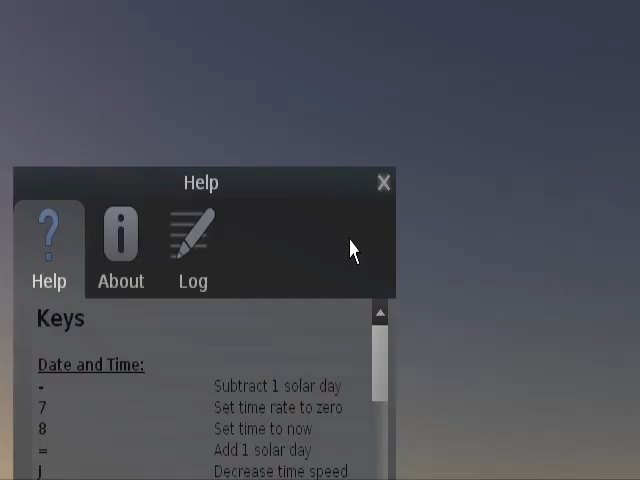 Help
Help About Log
Keys
Date and Time:
- Subtract 1 solar day
7 Set time rate to zero
8 Set time to now
= Add 1 solar day
J Decrease time speed